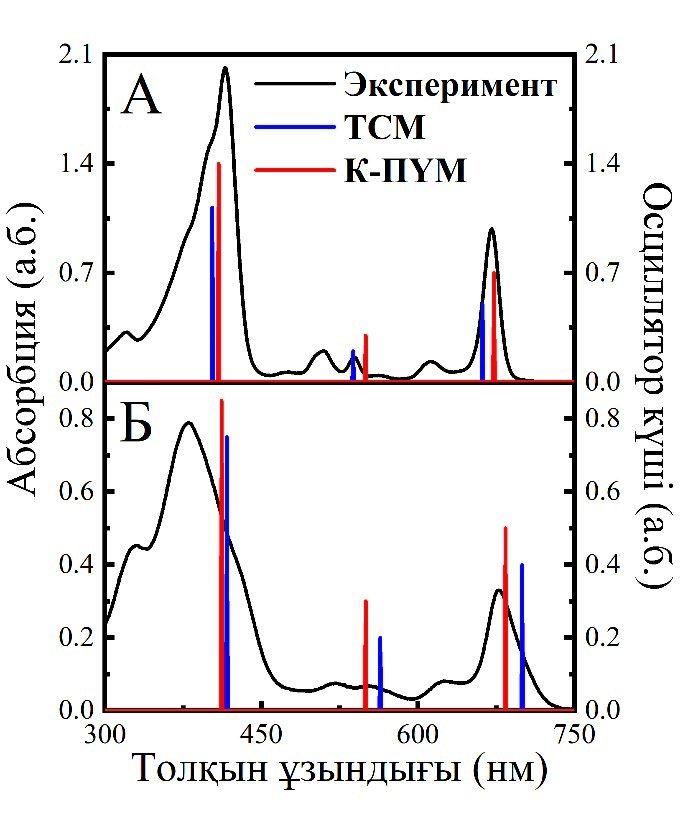 Абсорбция (а.б.)
2.1
1.4
0.7
0.0
А
Эксперимент
ТСМ
К-ПҮМ
2.1
1.4
0.7
0.0
0.8
0.6
0.4
0.2
0.0
Б
0.8
0.6
0.4
0.2
0.0
Осциллятор күші (а.б.)
300 450 600 750
Толқын ұзындығы (нм)